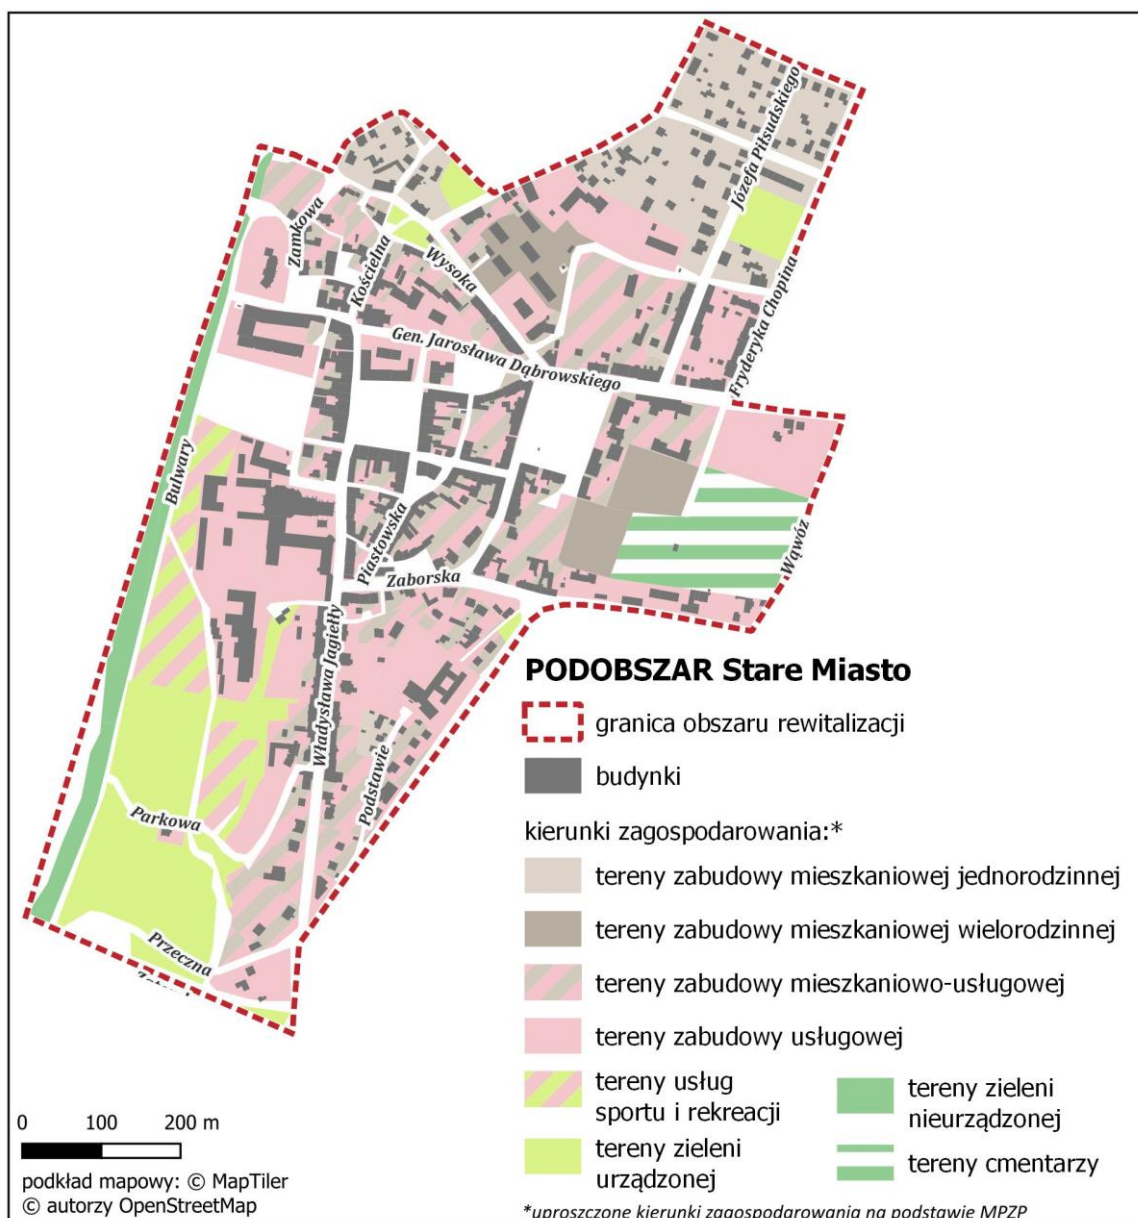 Józefa Piłsudskiego
Zamkowa
Kościelna
Wysoka
Fryderyka Chopina
Gen. Jarosława Dąbrowskiego
Bulwary
Piastowska
Wąwóz
Zaborska
Władysława Jagiełły
Podstawie
Parkowa
Przeczna
PODOBSZAR Stare Miasto
granica obszaru rewitalizacji
budynki
kierunki zagospodarowania:*
tereny zabudowy mieszkaniowej jednorodzinnej
tereny zabudowy mieszkaniowej wielorodzinnej
tereny zabudowy mieszkaniowo-usługowej
tereny zabudowy usługowej
tereny usług
sportu i rekreacji
tereny zieleni
urządzonej
tereny zieleni
nieurządzonej
tereny cmentarzy
0 100 200 m
podkład mapowy: © MapTiler
© autorzy OpenStreetMap
*uproszczone kierunki zagospodarowania na podstawie MPZP